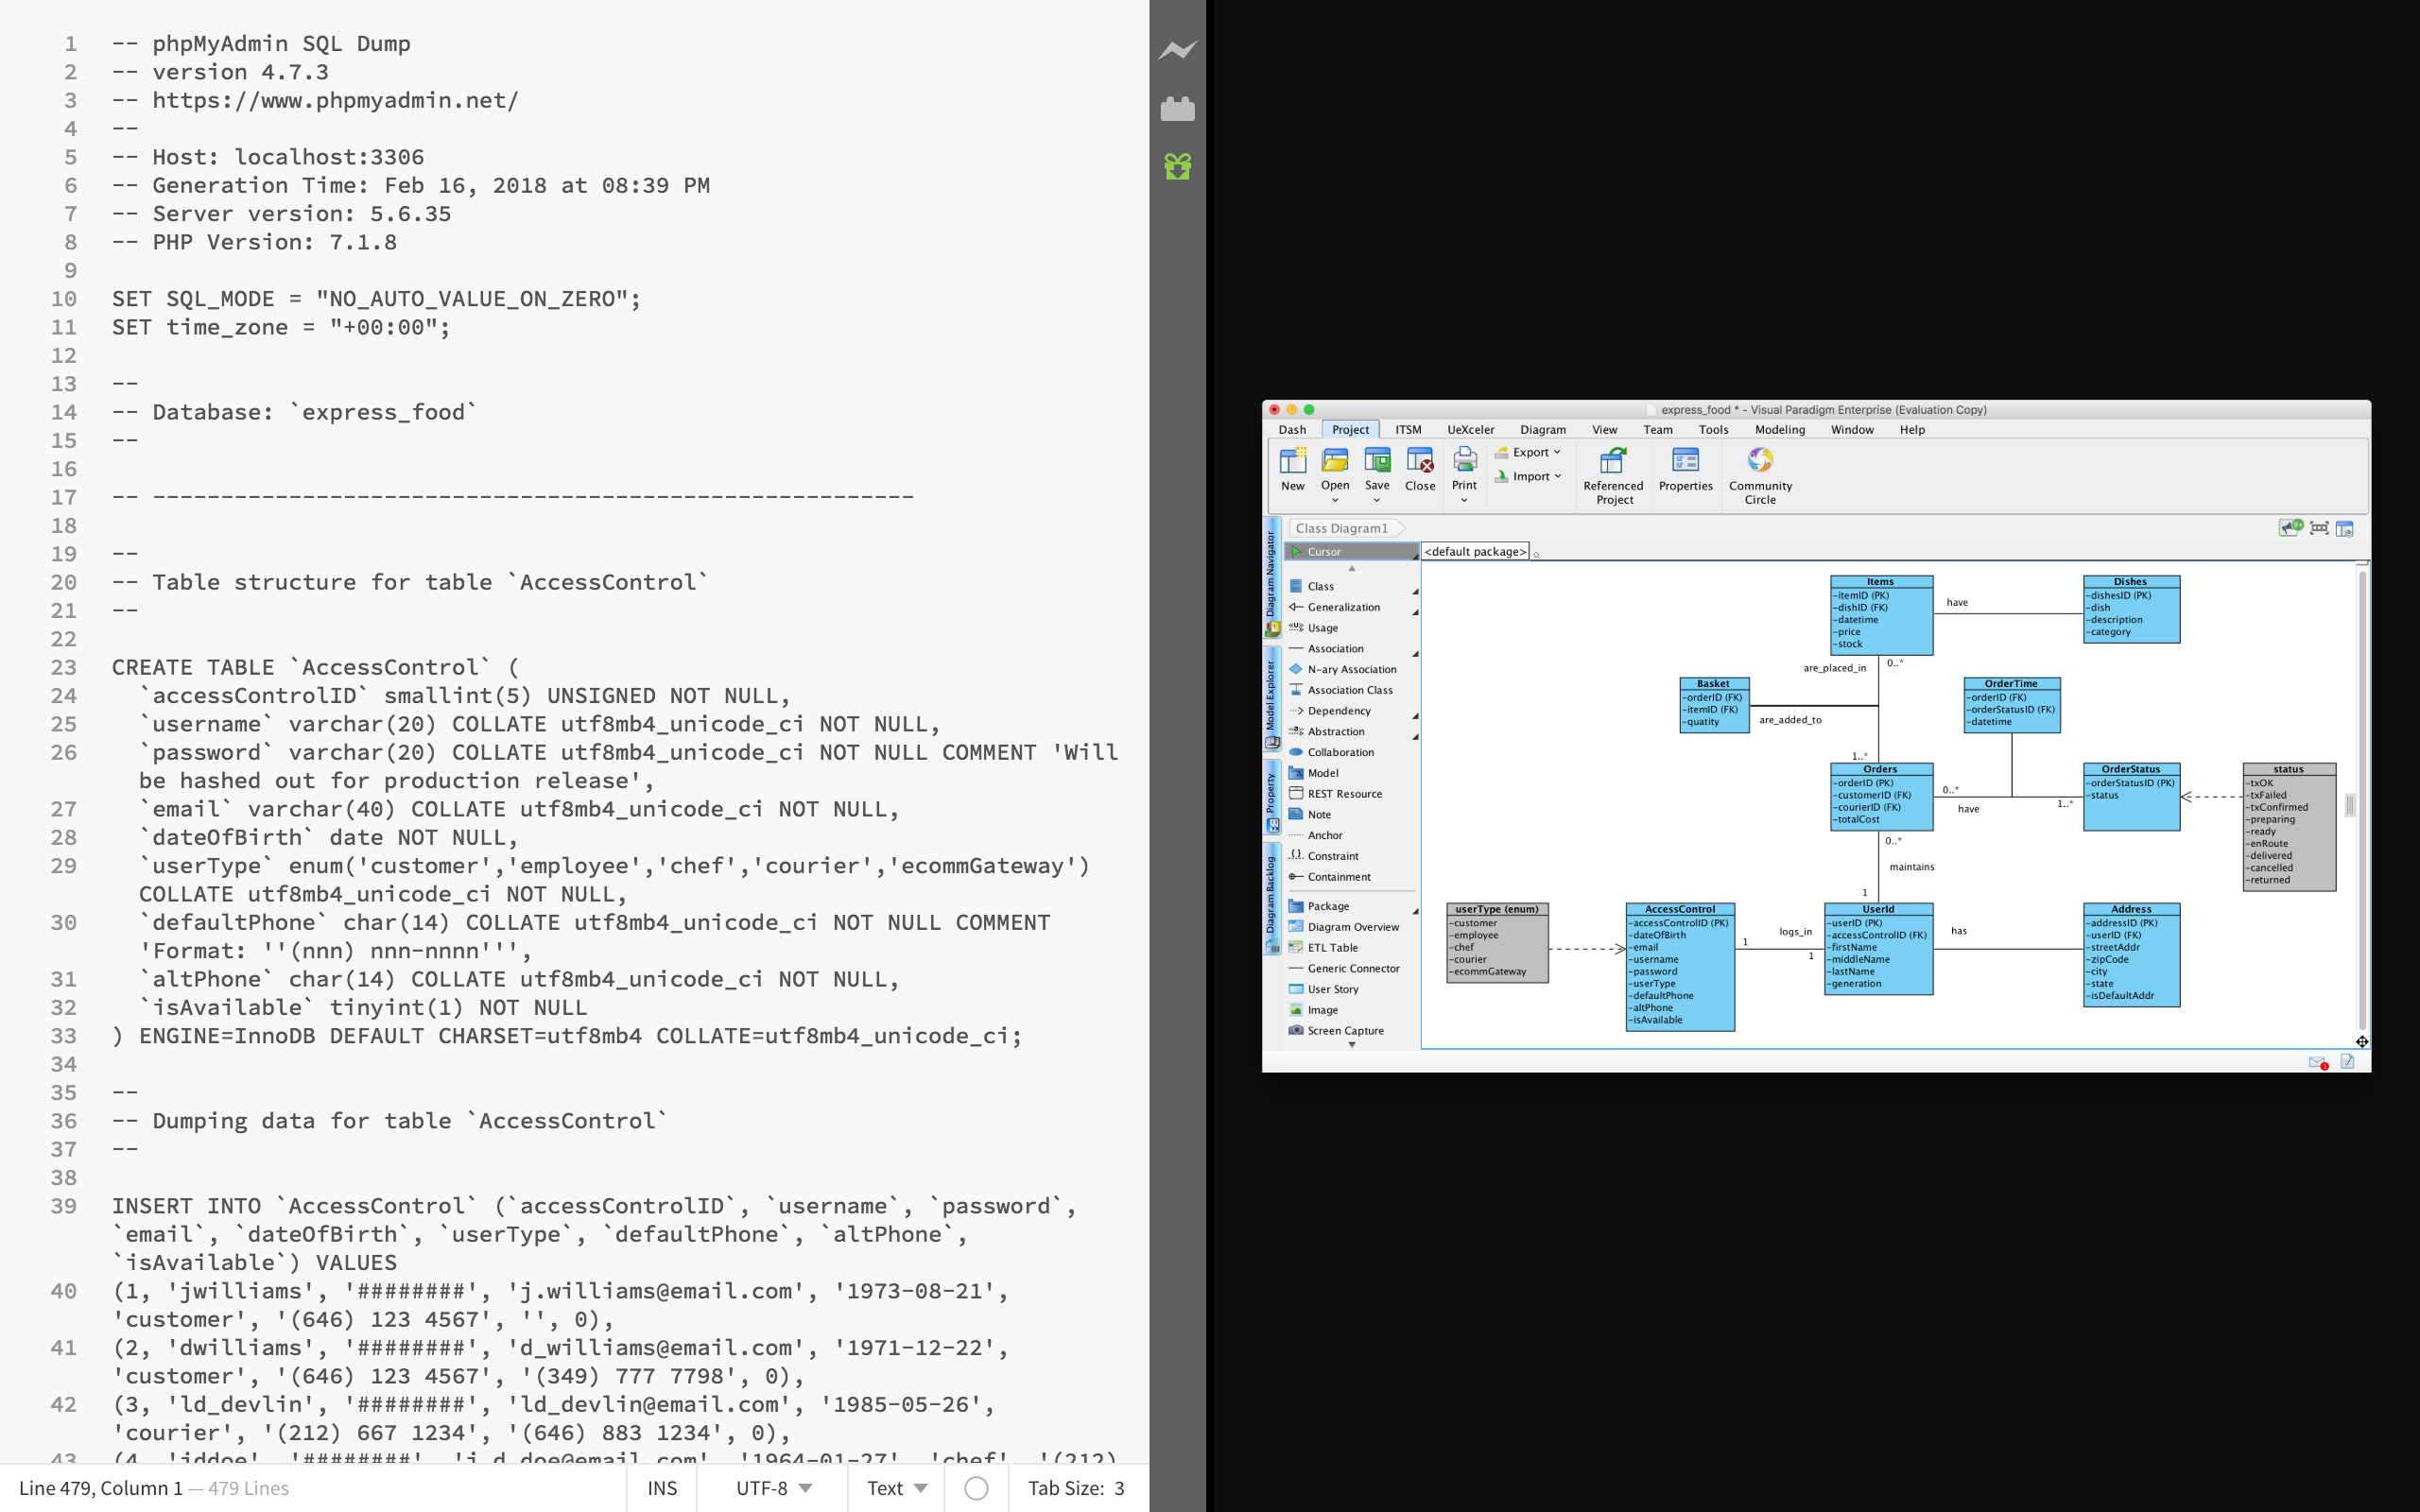 1 -- phpMyAdmin SQL Dump
2 -- version 4.7.3
3 -- https://www.phpmyadmin.net/
4 --
5 -- Host: localhost:3306
6 -- Generation Time: Feb 16, 2018 at 08:39 PM
7 -- Server version: 5.6.35
8 -- PHP Version: 7.1.8
9
10 SET SQL_MODE = "NO_AUTO_VALUE_ON_ZERO";
11 SET time_zone = "+00:00";
12
13 --
14 -- Database: `express_food`
15 --
16
17 -- --------------------------------------------------------
18
19 --
20 -- Table structure for table `AccessControl`
21 --
22
23 CREATE TABLE `AccessControl` (
24 `accessControlID` smallint(5) UNSIGNED NOT NULL,
25 `username` varchar(20) COLLATE utf8mb4_unicode_ci NOT NULL,
26 `password` varchar(20) COLLATE utf8mb4_unicode_ci NOT NULL COMMENT 'Will
be hashed out for production release',
27 `email` varchar(40) COLLATE utf8mb4_unicode_ci NOT NULL,
28 `dateOfBirth` date NOT NULL,
29 `userType` enum('customer','employee','chef','courier','ecommGateway')
COLLATE utf8mb4_unicode_ci NOT NULL,
30 `defaultPhone` char(14) COLLATE utf8mb4_unicode_ci NOT NULL COMMENT
'Format: ''(nnn) nnn-nnnn''',
31 `altPhone` char(14) COLLATE utf8mb4_unicode_ci NOT NULL,
32 `isAvailable` tinyint(1) NOT NULL
33 ) ENGINE=InnoDB DEFAULT CHARSET=utf8mb4 COLLATE=utf8mb4_unicode_ci;
34
35 --
36 -- Dumping data for table `AccessControl`
37 --
38
39 INSERT INTO `AccessControl` (`accessControlID`, `username`, `password`,
`email`, `dateOfBirth`, `userType`, `defaultPhone`, `altPhone`,
`isAvailable`) VALUES
40 (1, 'jwilliams', '########', 'j.williams@email.com', '1973-08-21',
'customer', '(646) 123 4567', '', 0),
41 (2, 'dwilliams', '########', 'd_williams@email.com', '1971-12-22',
'customer', '(646) 123 4567', '(349) 777 7798', 0),
42 (3, 'ld_devlin', '########', 'ld_devlin@email.com', '1985-05-26',
'courier', '(212) 667 1234', '(646) 883 1234', 0),
43 (4, 'jddoe', '########', 'j_d_doe@email.com', '1964-01-27', 'chef', '(212)
Line 479, Column 1 — 479 Lines
INS
UTF-8
Text
Tab Size: 3
express_food * - Visual Paradigm Enterprise (Evaluation Copy)
Dash Project ITSM UeXceler Diagram View Team Tools Modeling Window Help
New
Open
Save
Close
Print
Export
Import
Referenced
Project
Properties
Community
Circle
Class Diagram1
Diagram Navigator
Model Explorer
Property
Diagram Backlog
Cursor
Class
Generalization
Usage
Association
N-ary Association
Association Class
Dependency
Abstraction
Collaboration
Model
REST Resource
Note
Anchor
Constraint
Containment
Package
Diagram Overview
ETL Table
Generic Connector
User Story
Image
Screen Capture
<default package>
Items
-itemID (PK)
-dishID (FK)
-datetime
-price
-stock
have
Dishes
-dishesID (PK)
-dish
-description
-category
are_placed_in
0..*
Basket
-orderID (FK)
-itemID (FK)
-quatity
are_added_to
OrderTime
-orderID (FK)
-orderStatusID (FK)
-datetime
1..*
Orders
-orderID (PK)
-customerID (FK)
-courierID (FK)
-totalCost
0..*
have
1..*
OrderStatus
-orderStatusID (PK)
-status
status
-txOK
-txFailed
-txConfirmed
-preparing
-ready
-enRoute
-delivered
-cancelled
-returned
0..*
maintains
1
userType (enum)
-customer
-employee
-chef
-courier
-ecommGateway
AccessControl
-accessControlID (PK)
-dateOfBirth
-email
-username
-password
-userType
-defaultPhone
-altPhone
-isAvailable
logs_in
1
1
UserId
-userID (PK)
-accessControlID (FK)
-firstName
-middleName
-lastName
-generation
has
Address
-addressID (PK)
-userID (FK)
-streetAddr
-zipCode
-city
-state
-isDefaultAddr